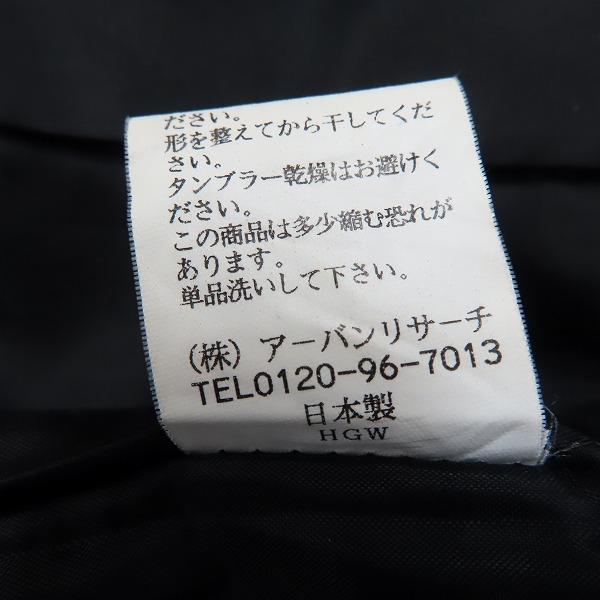 ださい。
形を整えてから干してくだ
さい。
タンブラー乾燥はお避けく
ださい。
この商品は多少縮む恐れが
あります。
単品洗いして下さい。
(株) アーバンリサーチ
TEL0120-96-7013
日本製
HGW